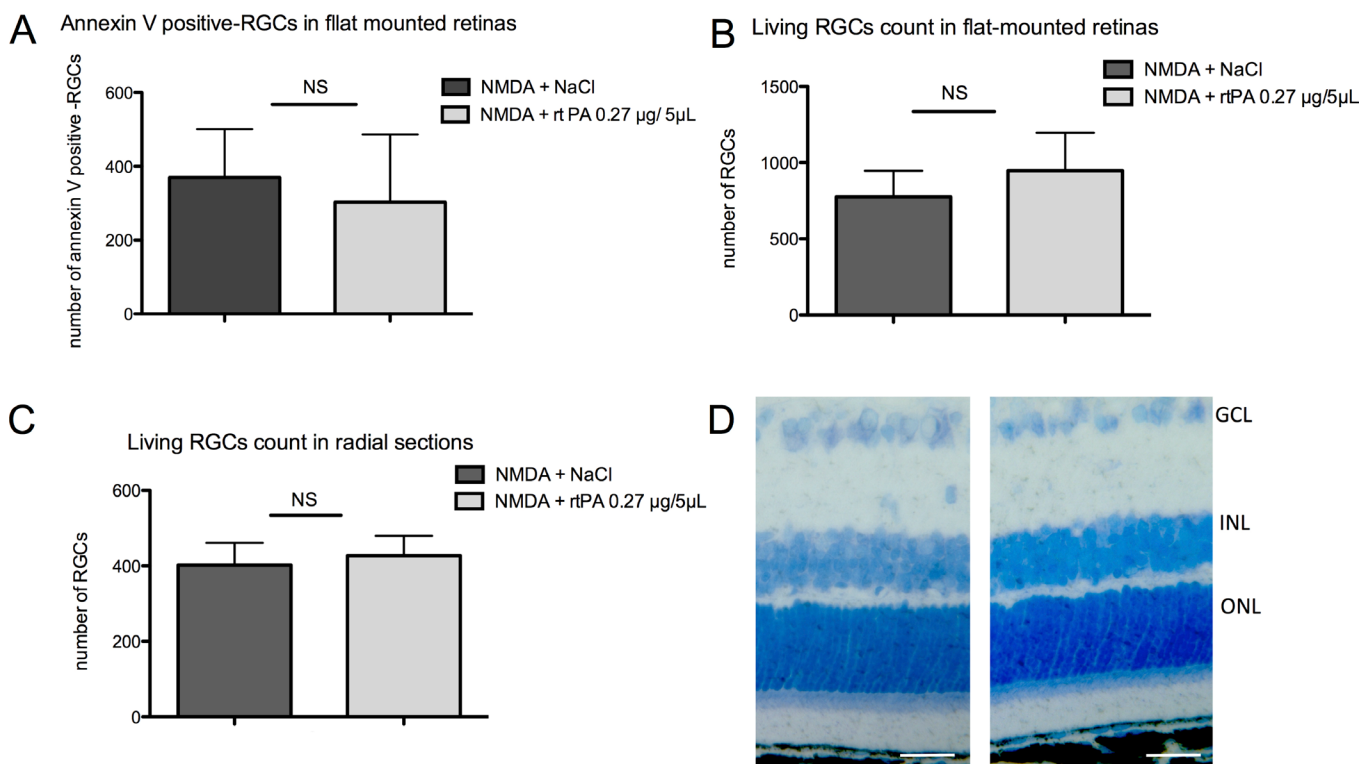 A
Annexin V positive-RGCs in fllat mounted retinas
NMDA + NaCl
NMDA + rt PA 0.27 µg/ 5µL
NS
number of annexin V positive -RGCs
600
400
200
0
B
Living RGCs count in flat-mounted retinas
NMDA + NaCl
NMDA + rtPA 0.27 µg/5µL
NS
number of RGCs
1500
1000
500
0
C
Living RGCs count in radial sections
NMDA + NaCl
NMDA + rtPA 0.27 µg/5µL
NS
number of RGCs
600
400
200
0
D
GCL
INL
ONL